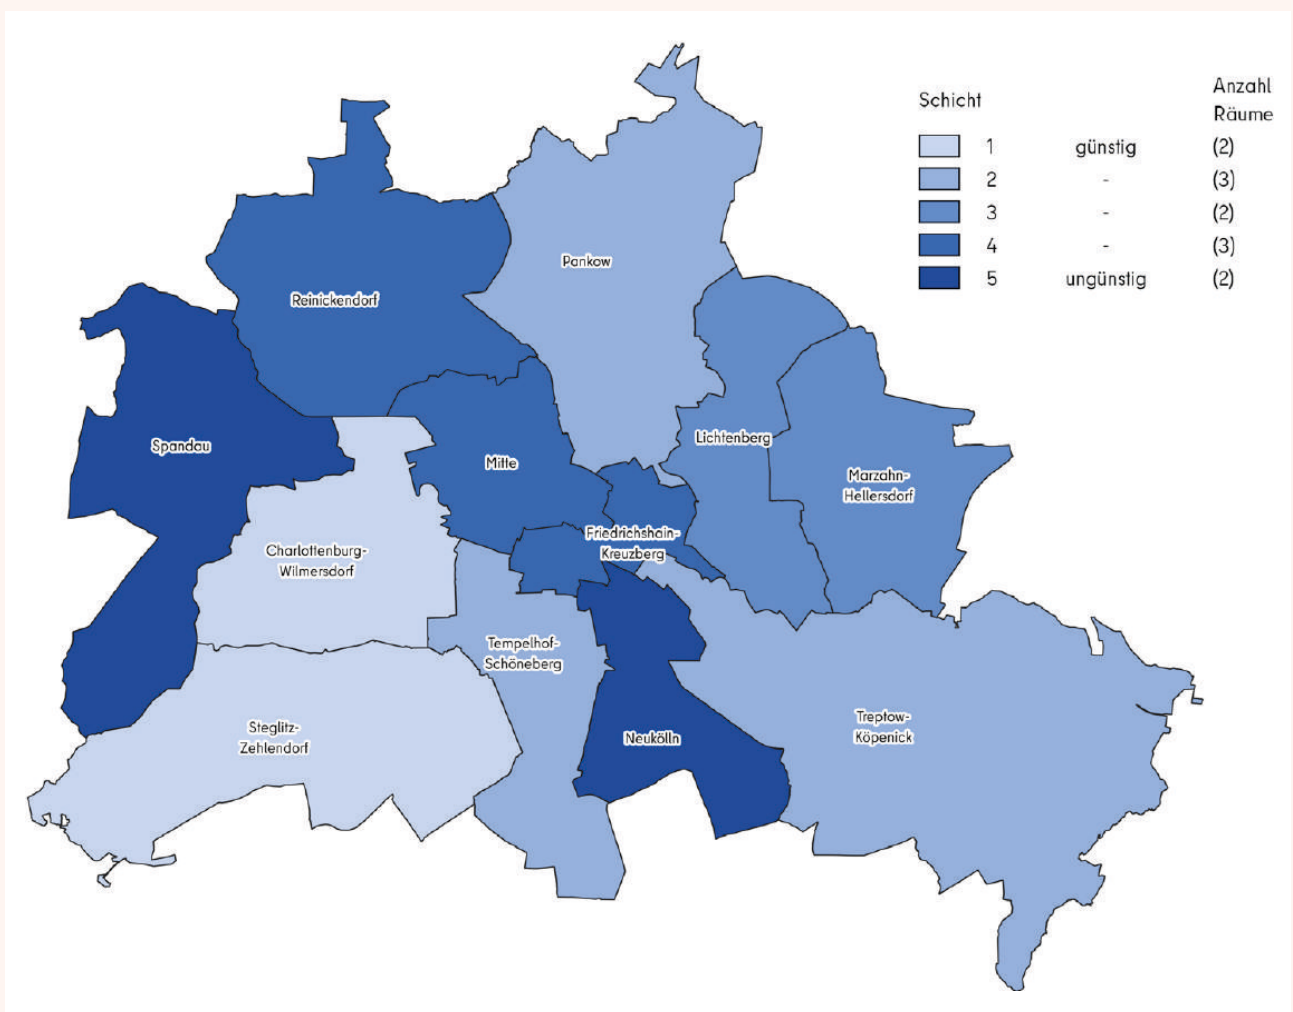 Schicht
Anzahl
Räume
1 günstig (2)
2 - (3)
3 - (2)
4 - (3)
5 ungünstig (2)
Pankow
Reinickendorf
Spandau
Mitte
Lichtenberg
Marzahn-
Hellersdorf
Friedrichshain-
Kreuzberg
Charlottenburg-
Wilmersdorf
Tempelhof-
Schöneberg
Steglitz-
Zehlendorf
Neukölln
Treptow-
Köpenick